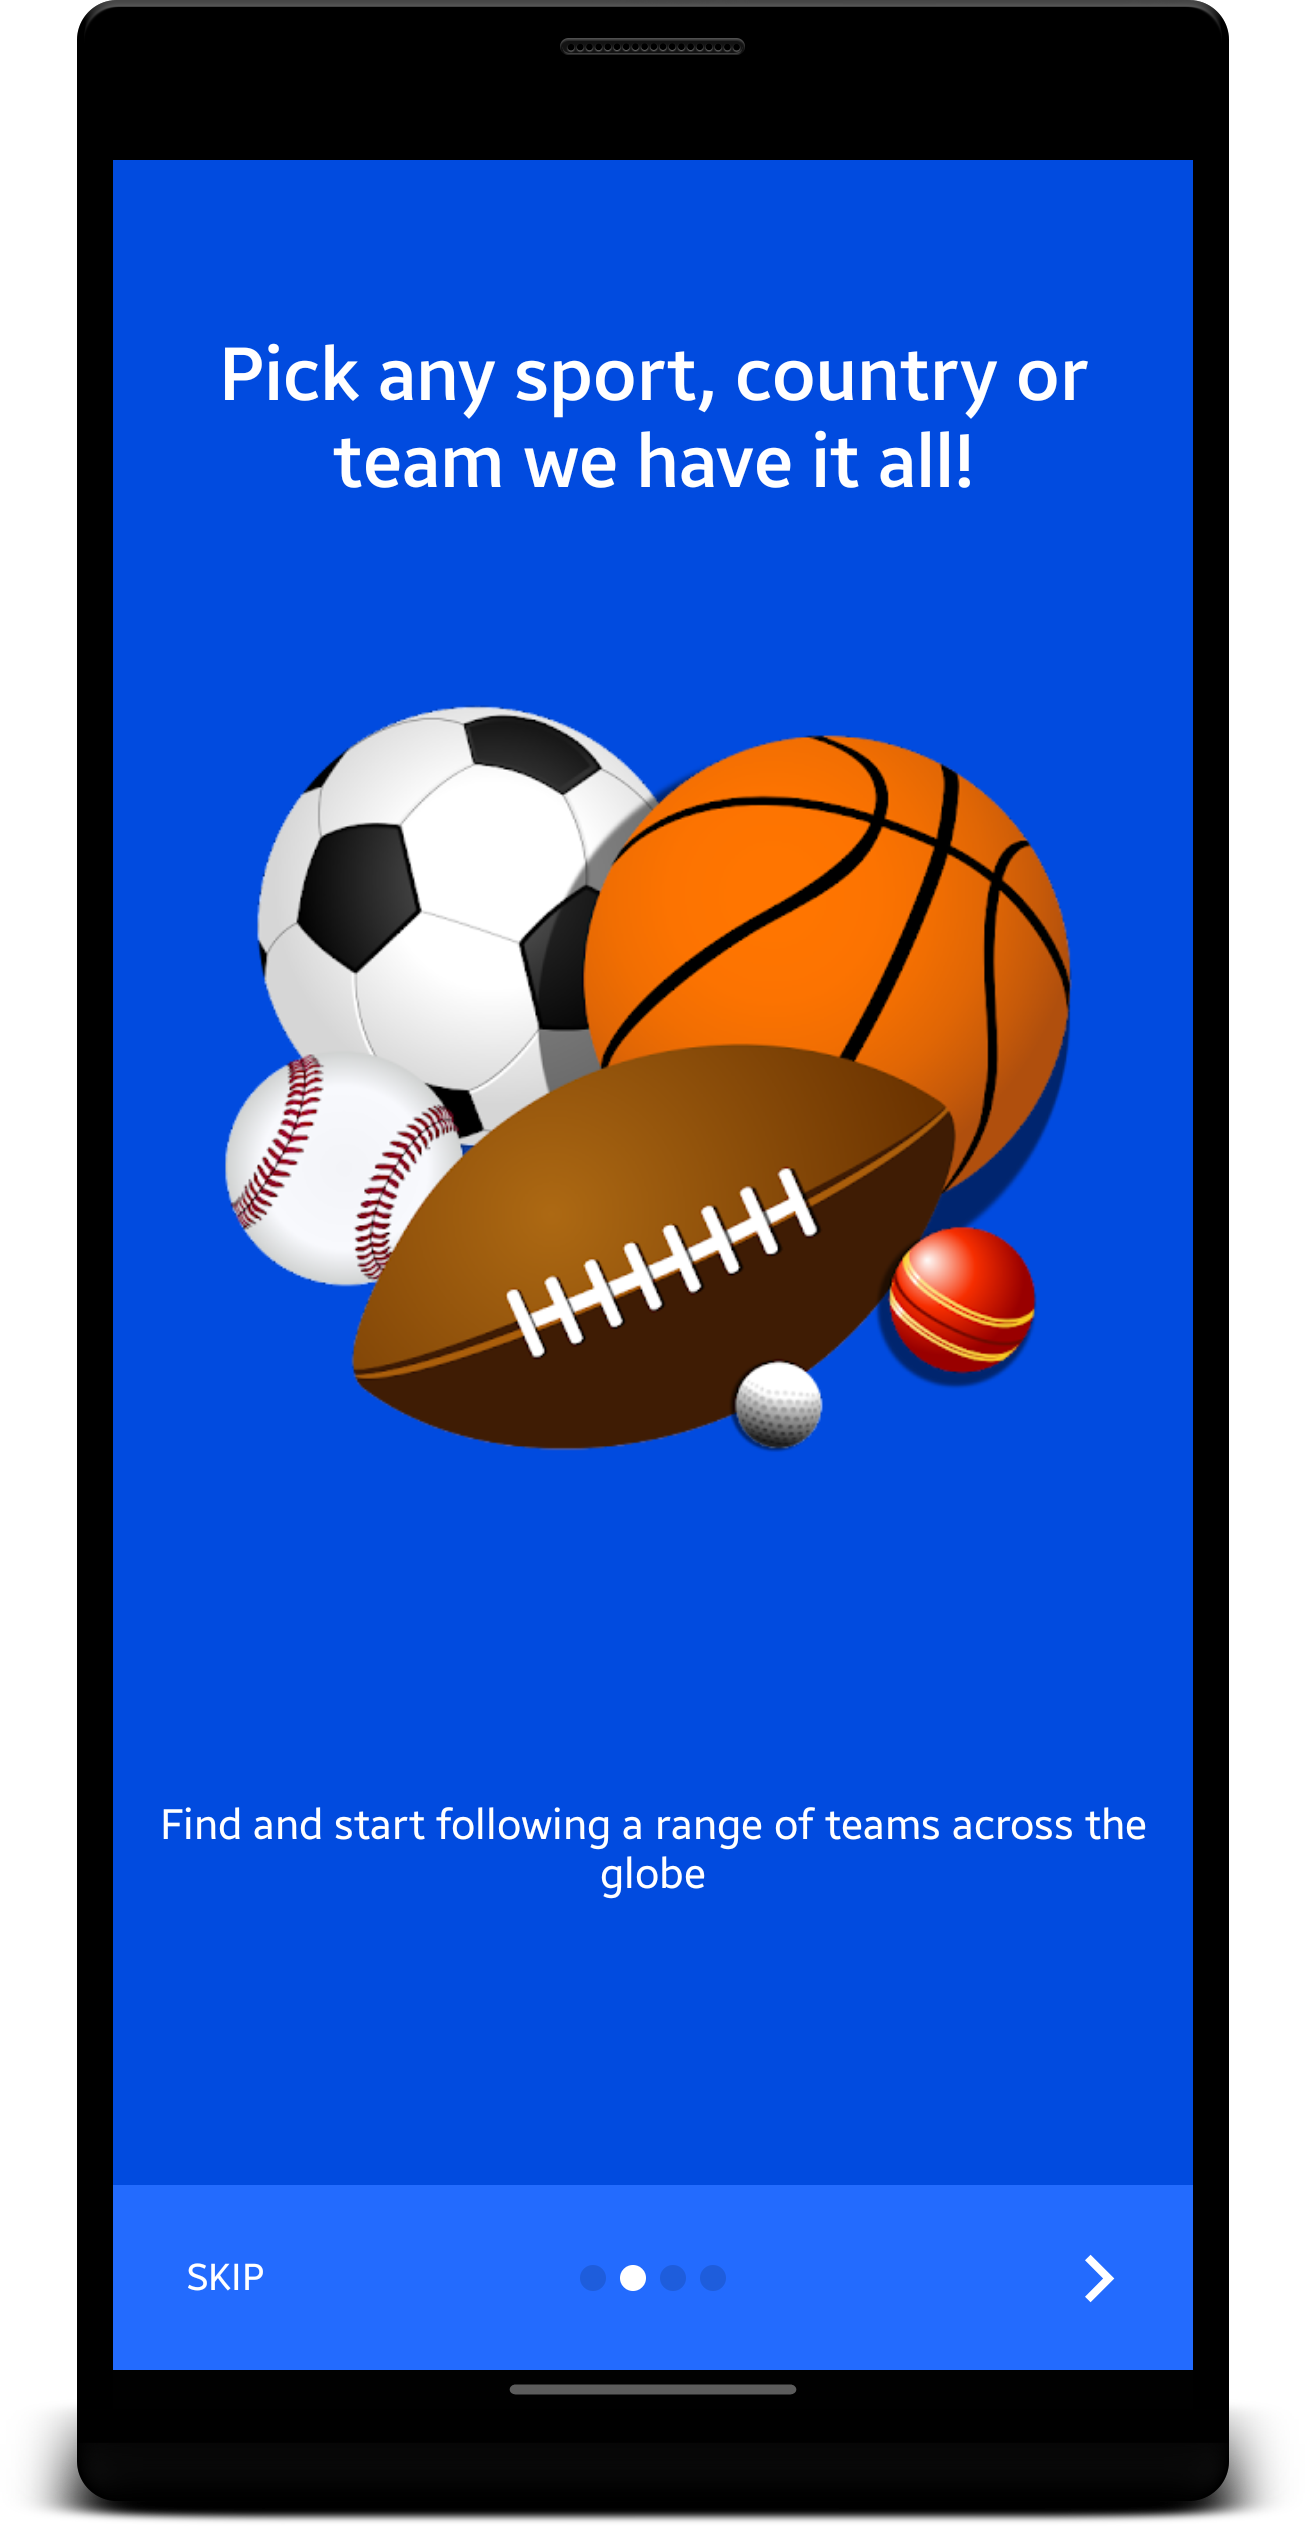 Pick any sport, country or
team we have it all!
Find and start following a range of teams across the
globe
SKIP